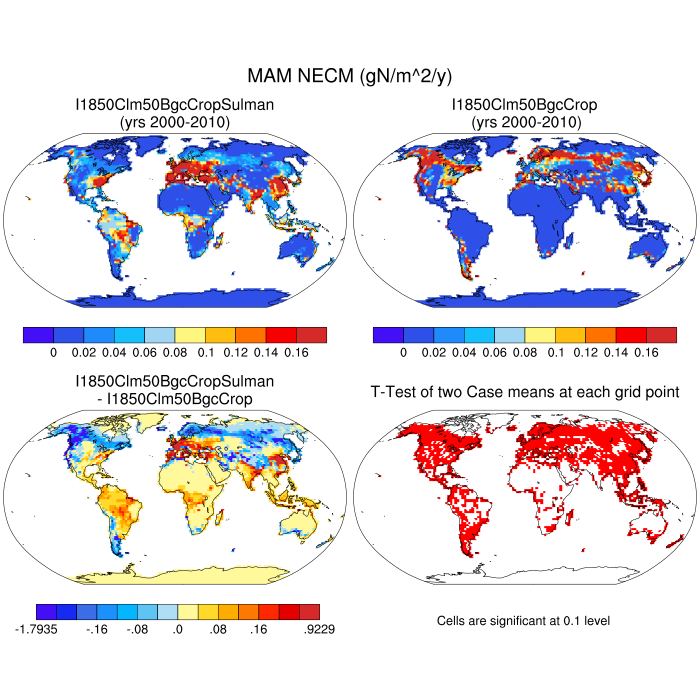 MAM NECM (gN/m^2/y)
I1850Clm50BgcCropSulman
(yrs 2000-2010)
I1850Clm50BgcCrop
(yrs 2000-2010)
0 0.02 0.04 0.06 0.08 0.1 0.12 0.14 0.16
0 0.02 0.04 0.06 0.08 0.1 0.12 0.14 0.16
I1850Clm50BgcCropSulman
- I1850Clm50BgcCrop
T-Test of two Case means at each grid point
-1.7935 -.16 -.08 .0 .08 .16 .9229
Cells are significant at 0.1 level